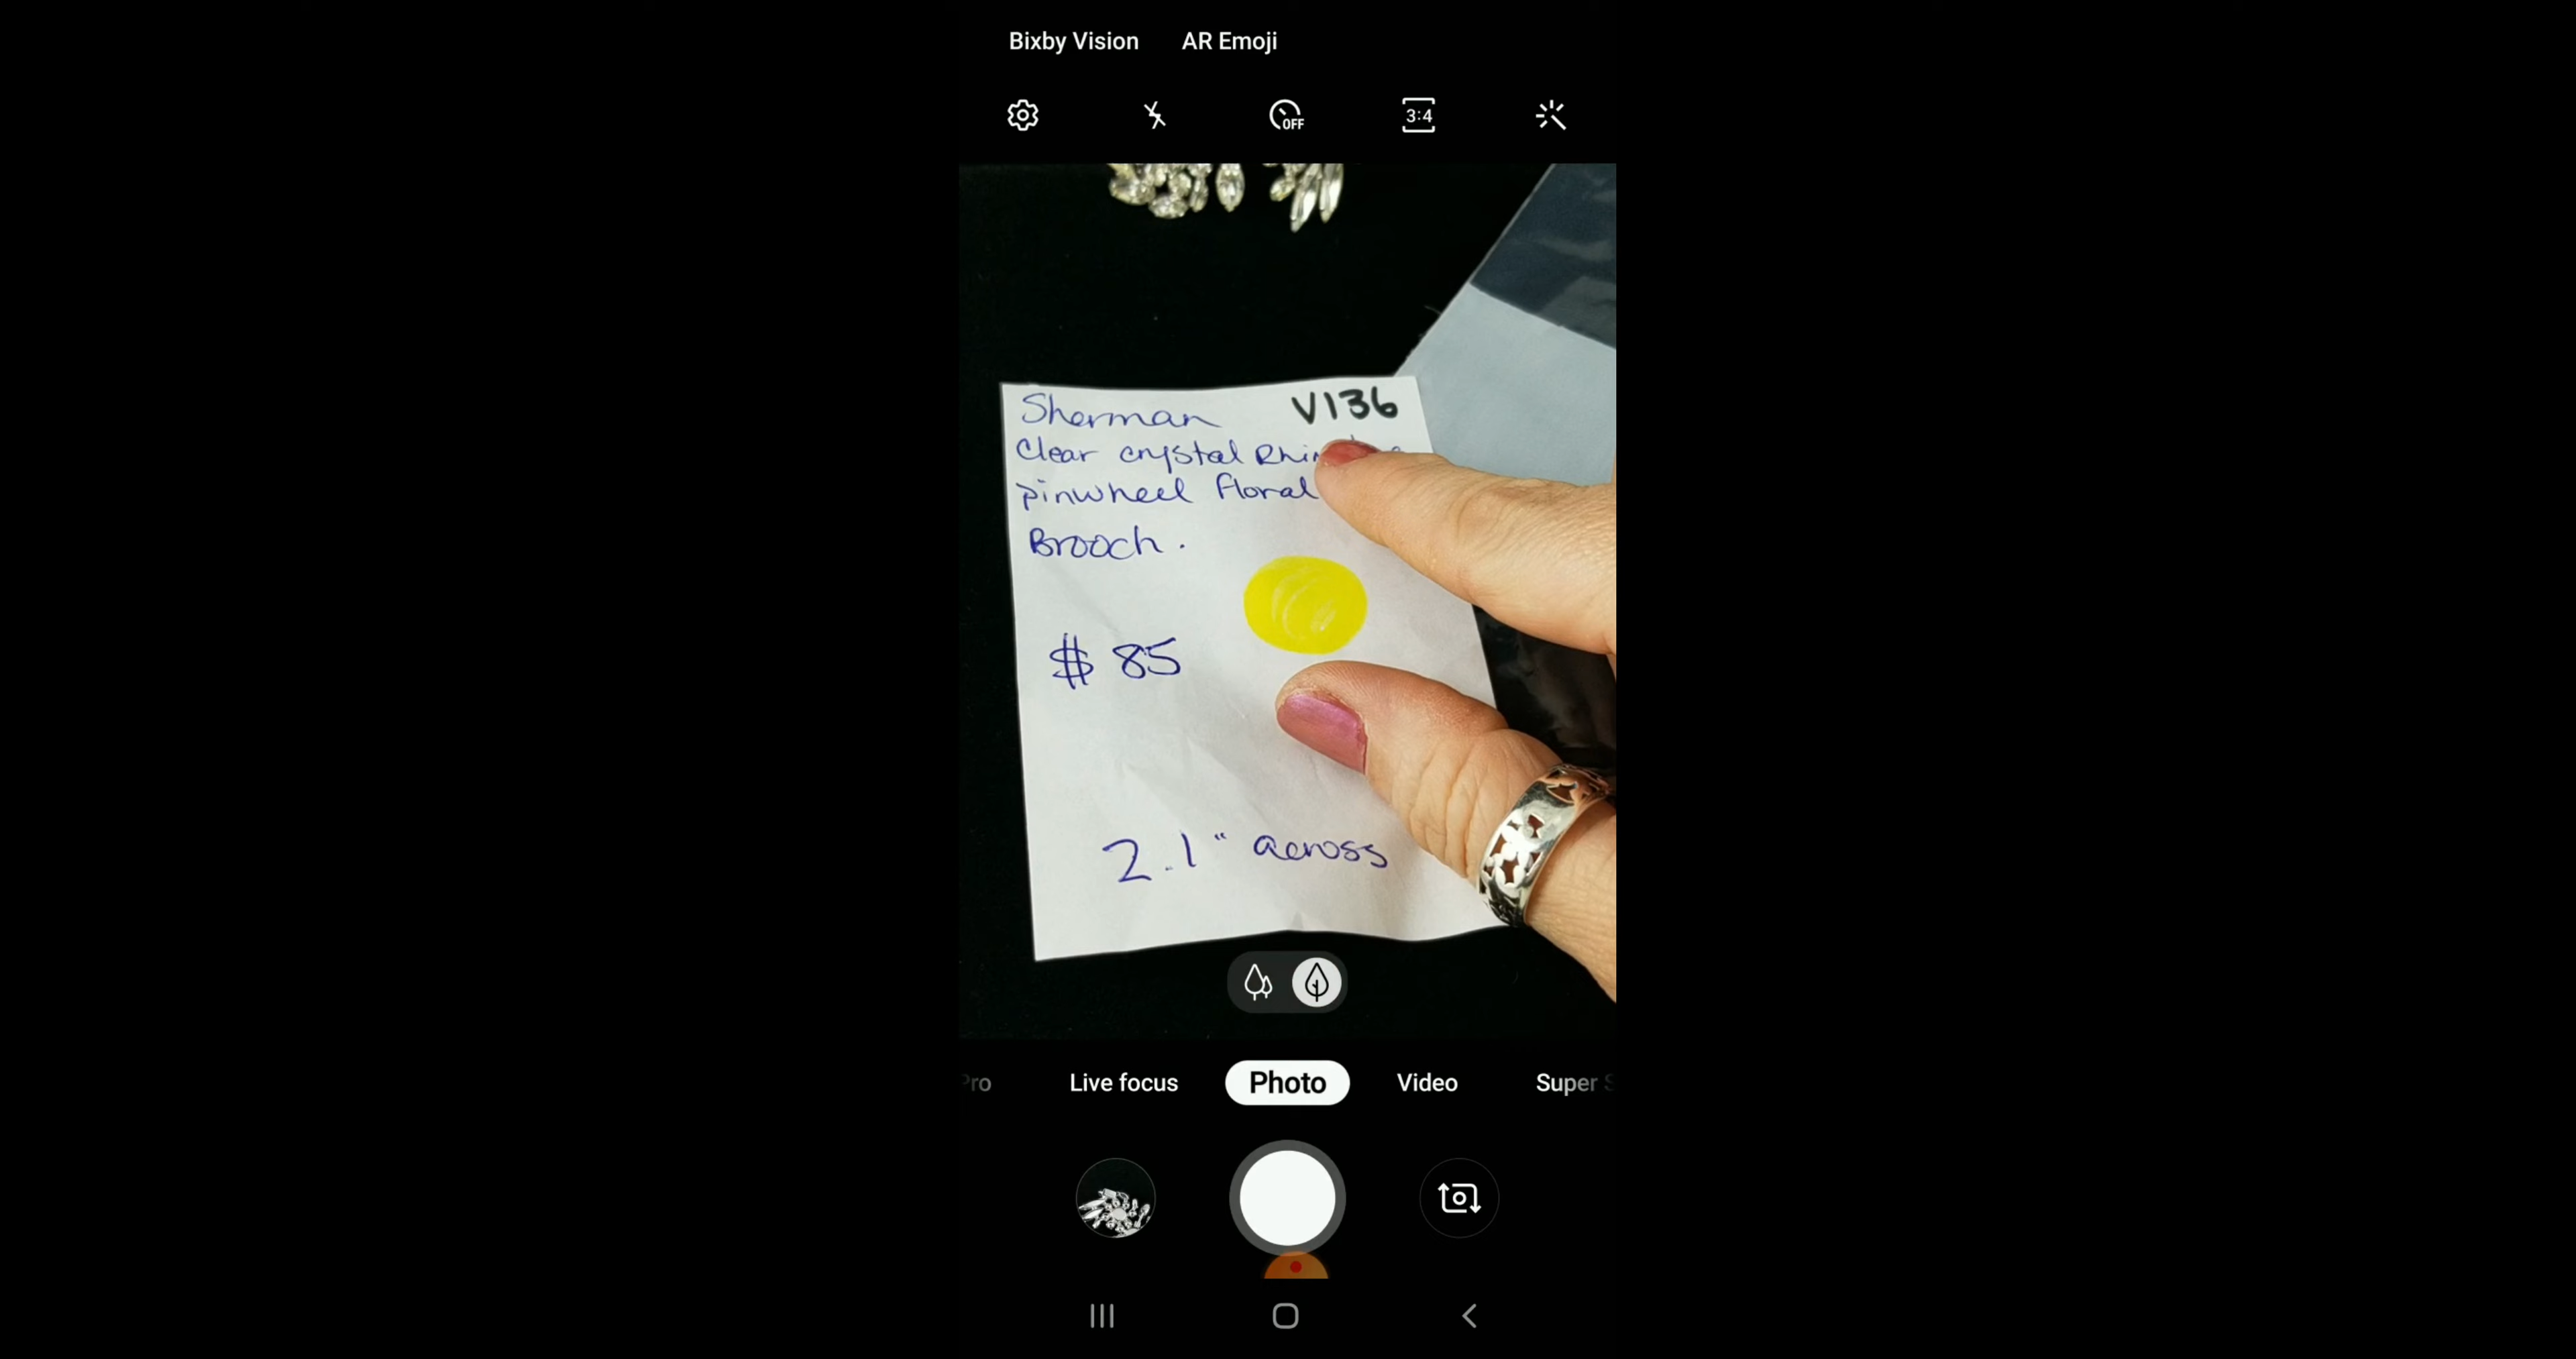 Bixby Vision AR Emoji
OFF 3:4
Sherman V136
Clear crystal
pinwheel floral
Brooch.
$85
2.1" across
Live focus Photo Video Super